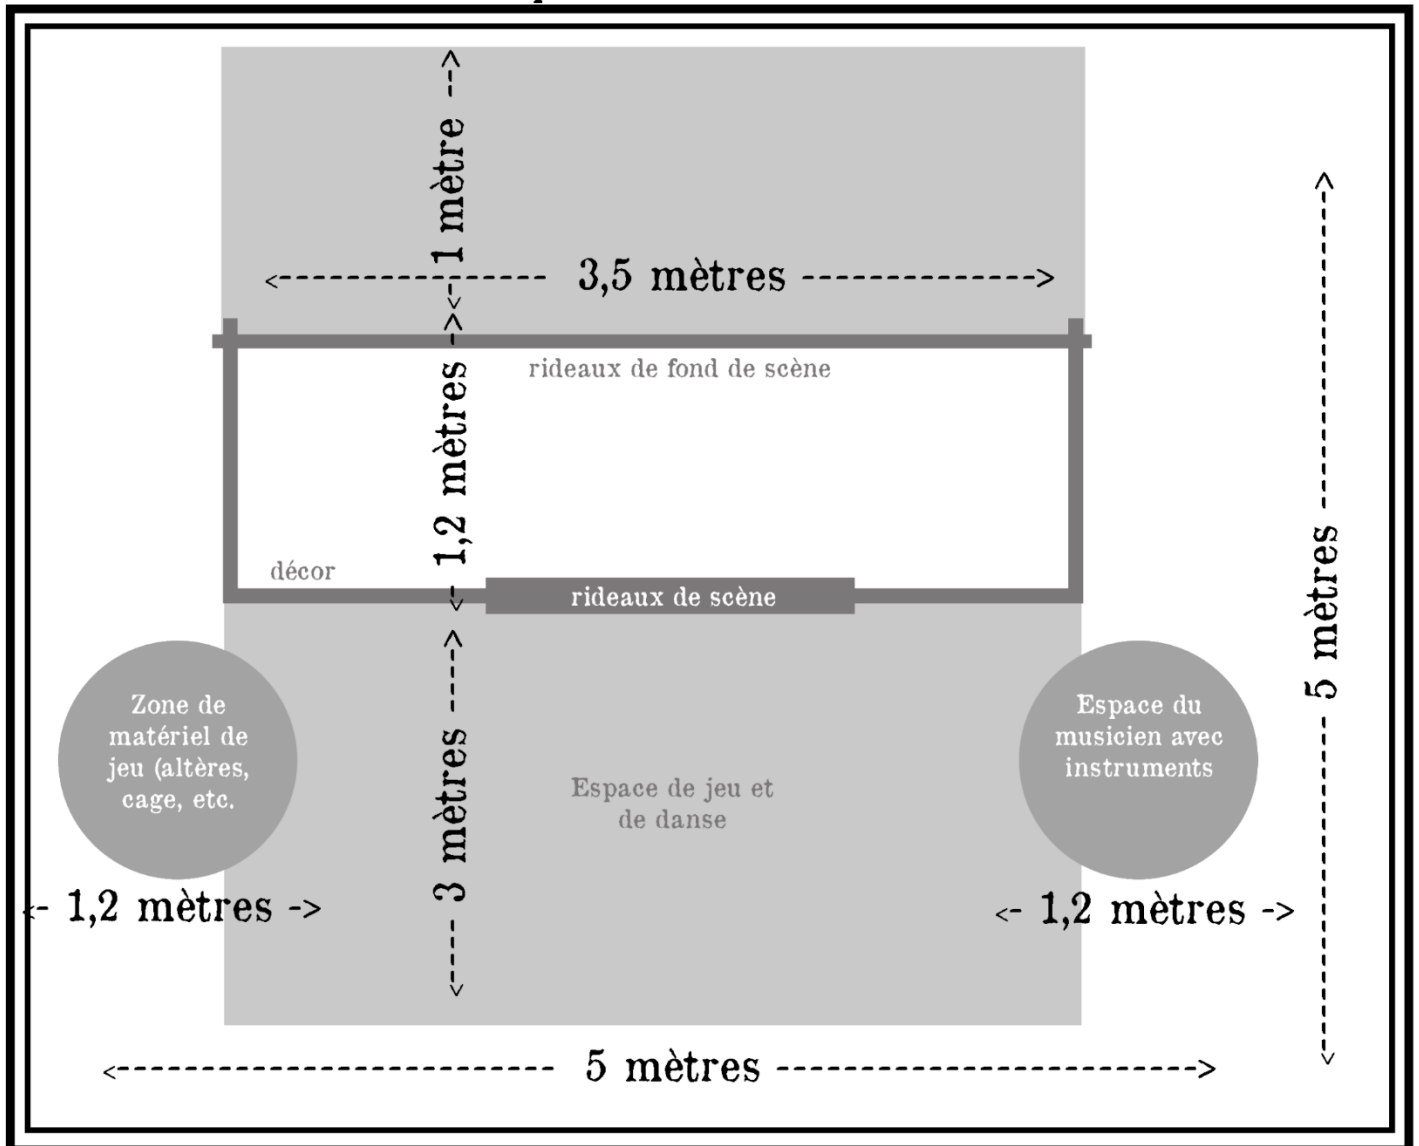 1 mètre
3,5 mètres
rideaux de fond de scène
1,2 mètres
décor
rideaux de scène
5 mètres
Zone de
matériel de
jeu (altères,
cage, etc.
3 mètres
Espace de jeu et
de danse
Espace du
musicien avec
instruments
<- 1,2 mètres ->
<- 1,2 mètres ->
5 mètres